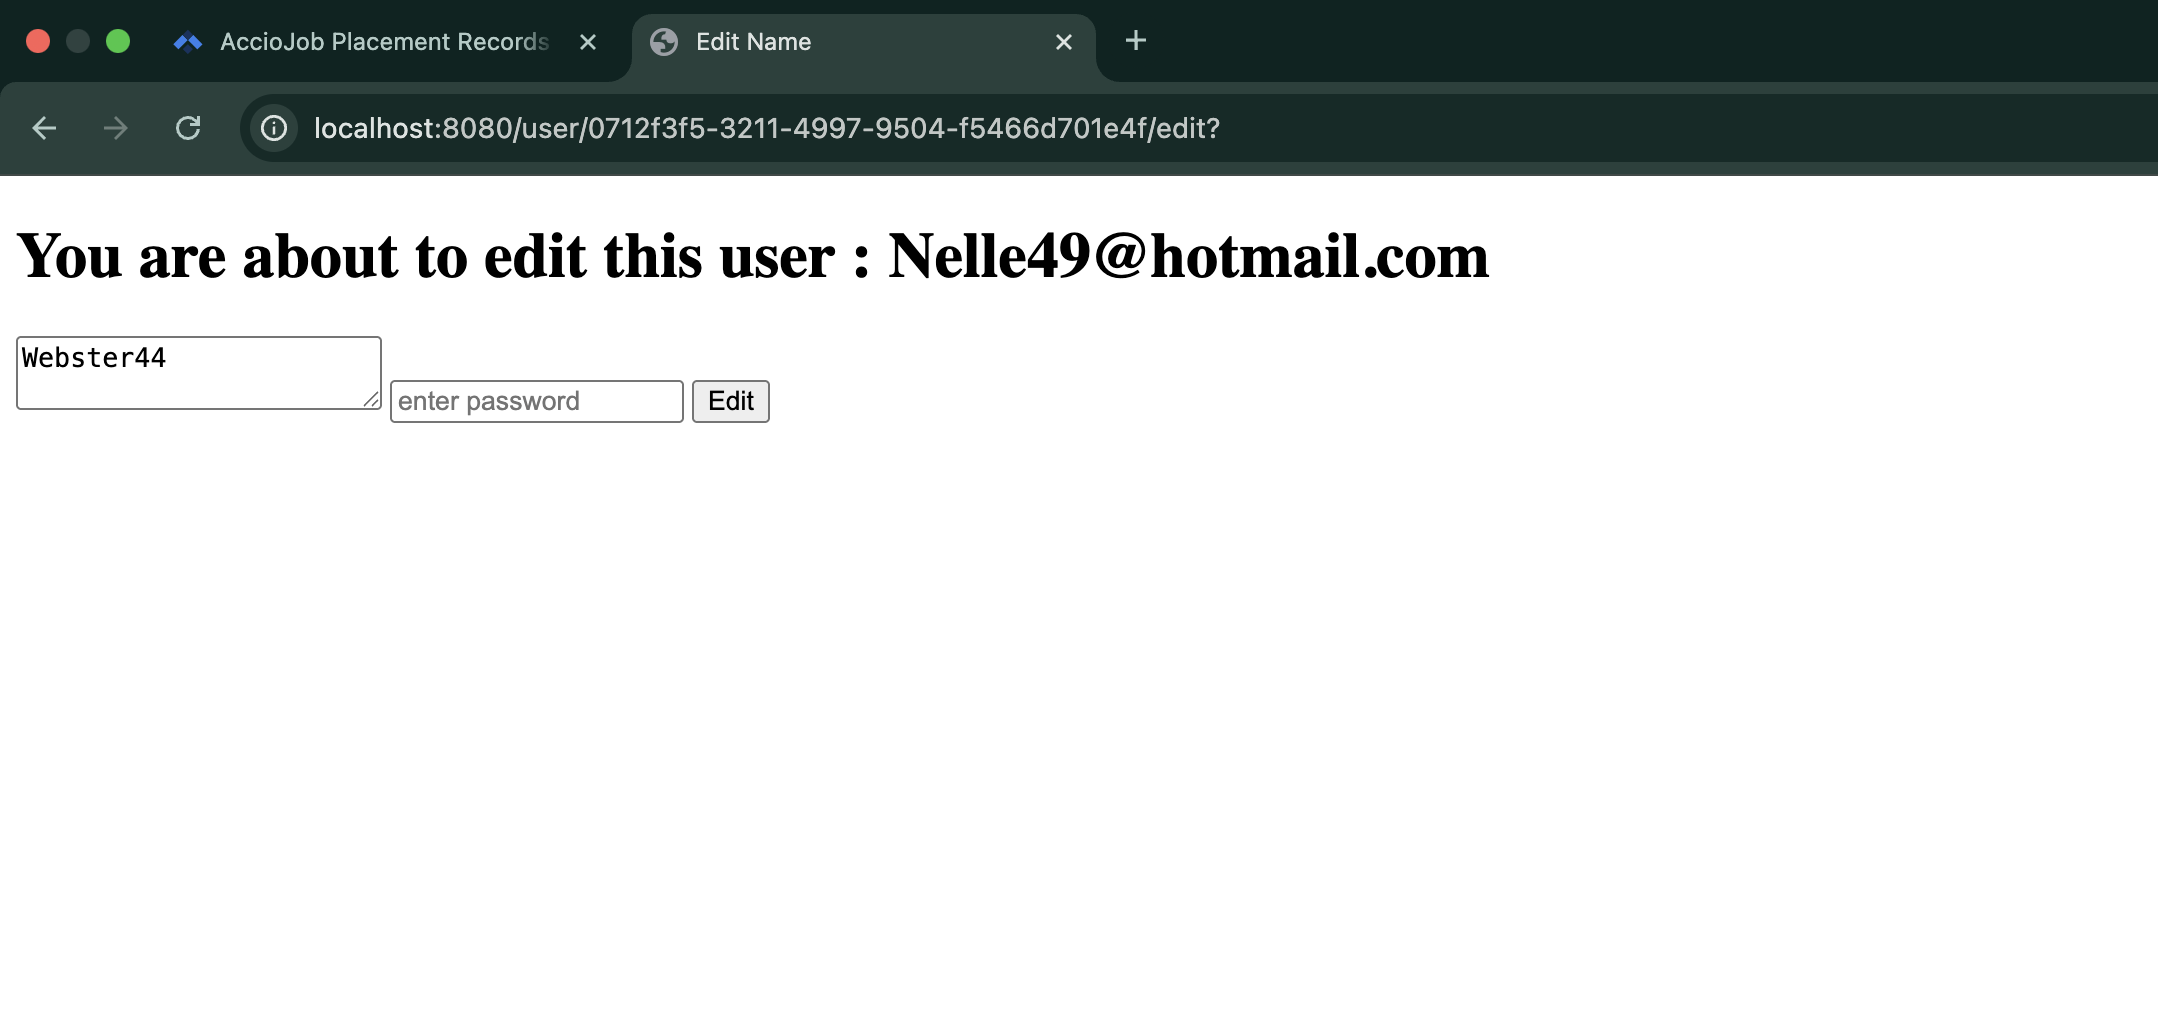 AccioJob Placement Records
Edit Name
localhost:8080/user/0712f3f5-3211-4997-9504-f5466d701e4f/edit?
You are about to edit this user : Nelle49@hotmail.com
Webster44
enter password
Edit